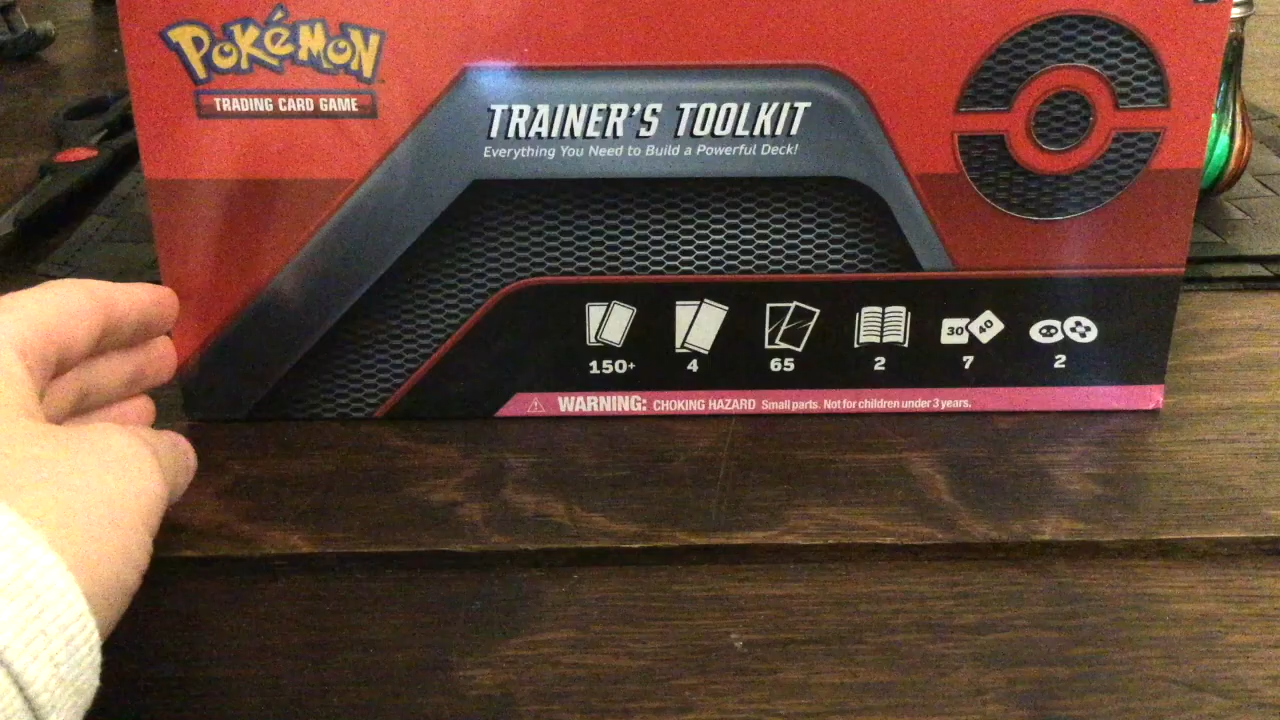 POKéMON
TRADING CARD GAME
TRAINER'S TOOLKIT
Everything You Need to Build a Powerful Deck!
30 40
150+ 4 65 2 7 2
WARNING: CHOKING HAZARD Small parts. Not for children under 3 years.